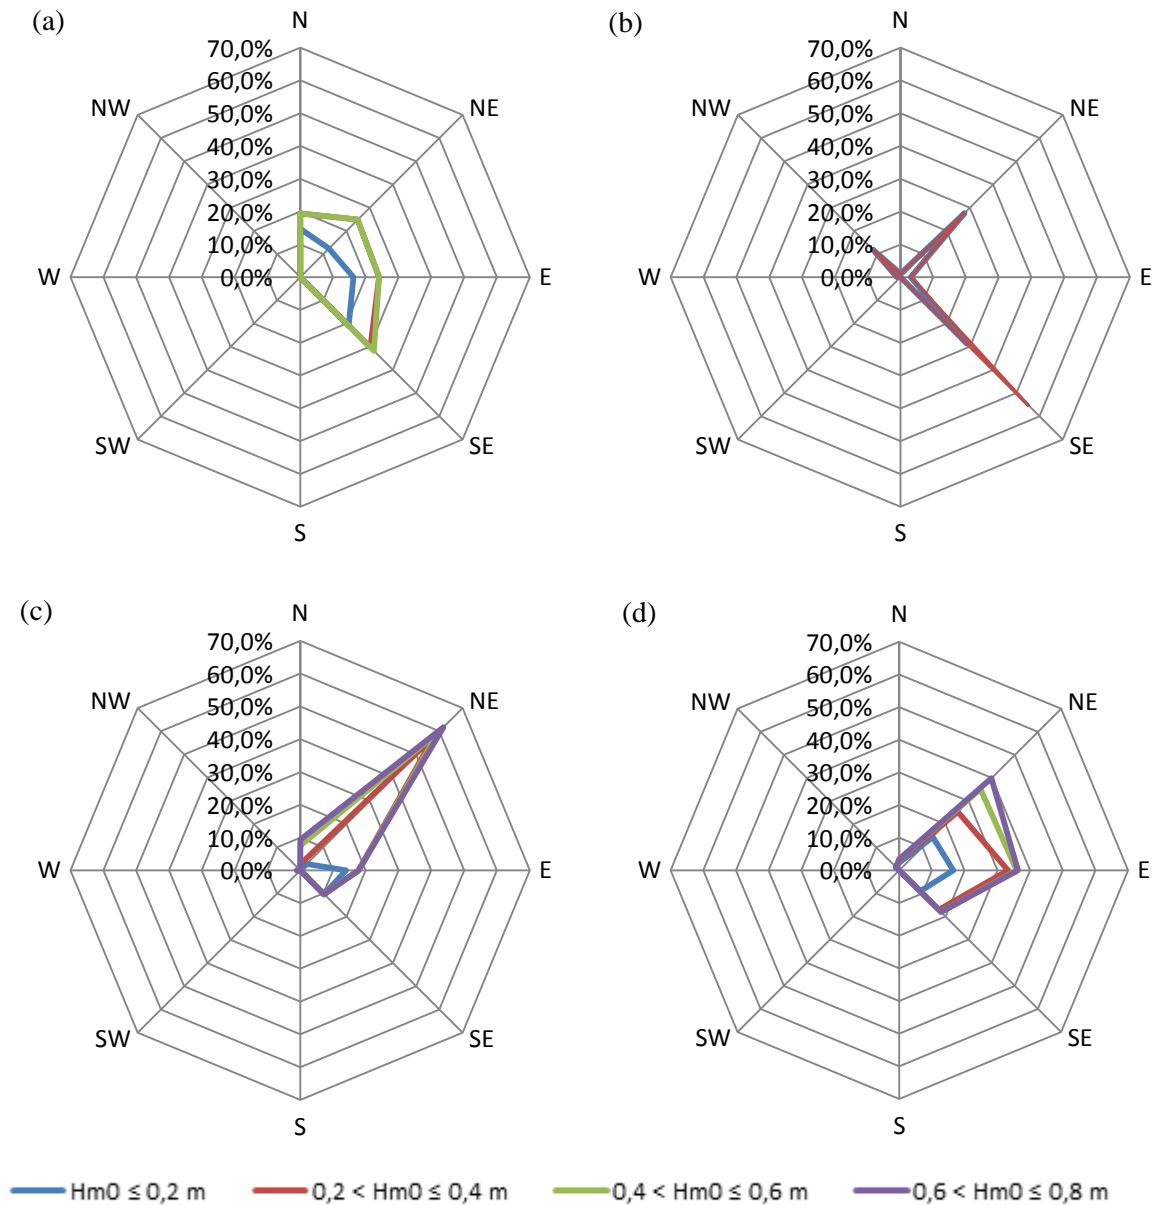 (a)
N
70,0%
60,0%
NW
NE
50,0%
40,0%
30,0%
20,0%
10,0%
W
0,0%
E
SW
SE
S
(b)
N
70,0%
60,0%
NW
NE
50,0%
40,0%
30,0%
20,0%
10,0%
W
0,0%
E
SW
SE
S
(c)
N
70,0%
60,0%
NW
NE
50,0%
40,0%
30,0%
20,0%
10,0%
W
0,0%
E
SW
SE
S
(d)
N
70,0%
60,0%
NW
NE
50,0%
40,0%
30,0%
20,0%
10,0%
W
0,0%
E
SW
SE
S
Hm0 ≤ 0,2 m
0,2 < Hm0 ≤ 0,4 m
0,4 < Hm0 ≤ 0,6 m
0,6 < Hm0 ≤ 0,8 m